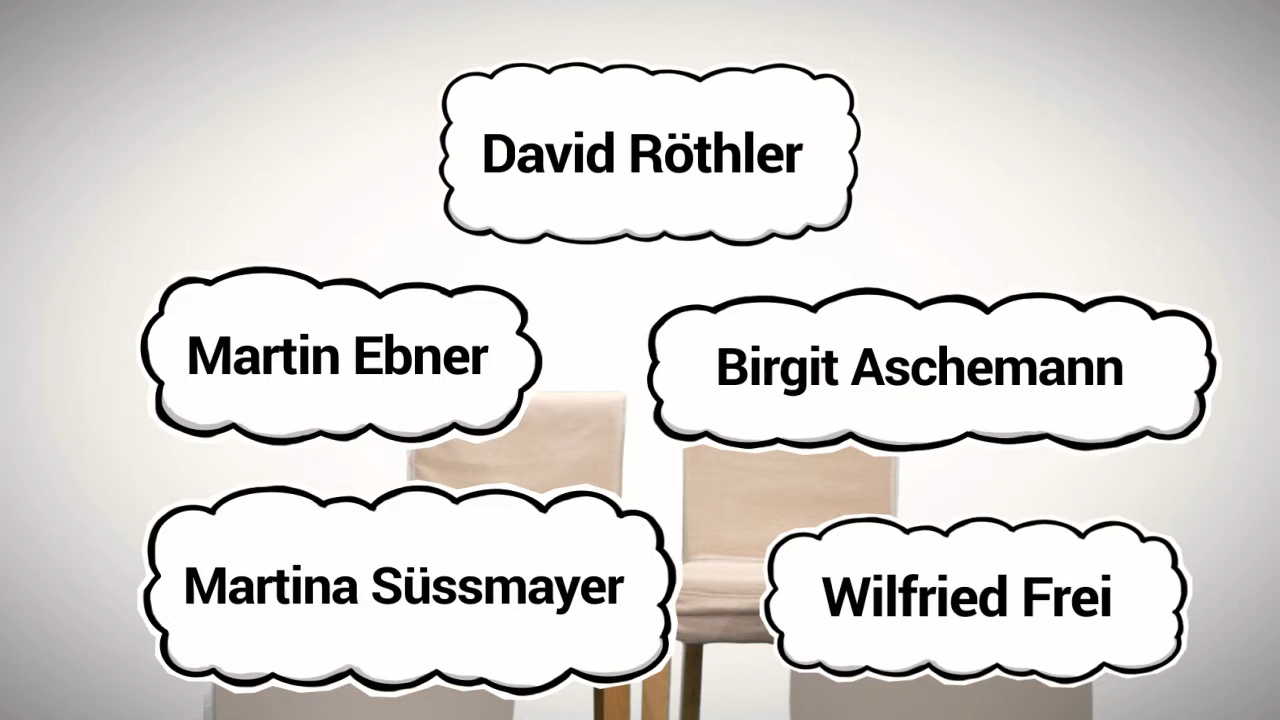 David Röthler
Martin Ebner
Birgit Aschemann
Martina Süssmayer
Wilfried Frei